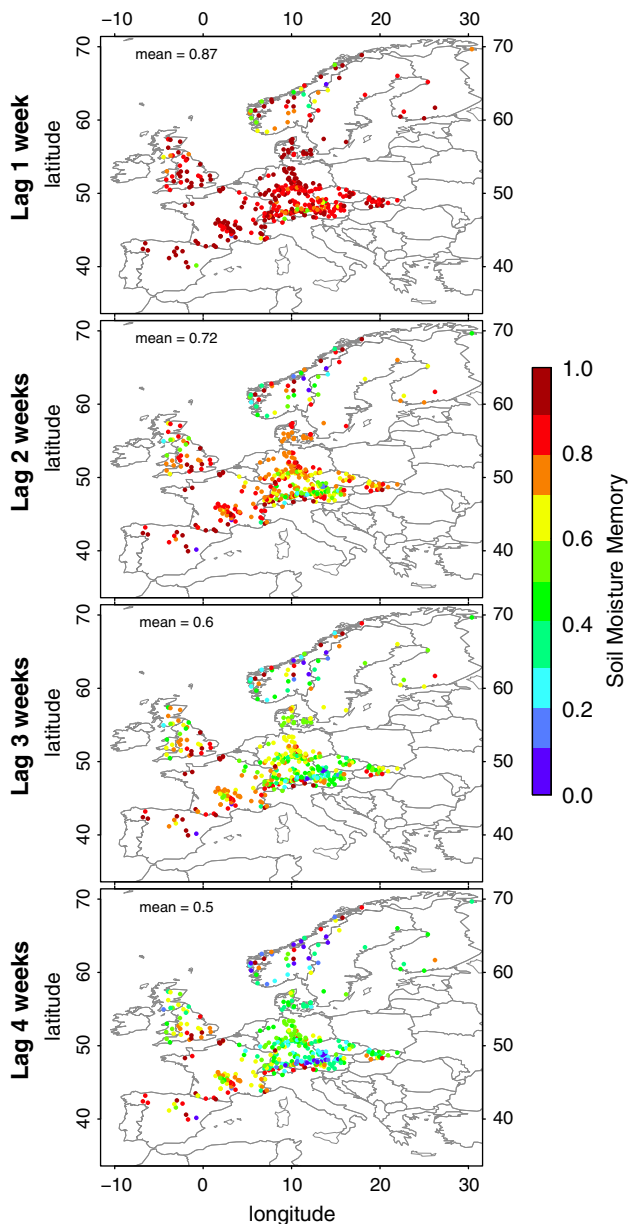 −10 0 10 20 30
Lag 1 week
latitude
mean = 0.87
70
60
50
40
70
60
50
40
Lag 2 weeks
latitude
mean = 0.72
70
60
50
40
70
60
50
40
Lag 3 weeks
latitude
mean = 0.6
70
60
50
40
70
60
50
40
Lag 4 weeks
latitude
mean = 0.5
70
60
50
40
70
60
50
40
−10 0 10 20 30
longitude
1.0
0.8
0.6
0.4
0.2
0.0
Soil Moisture Memory